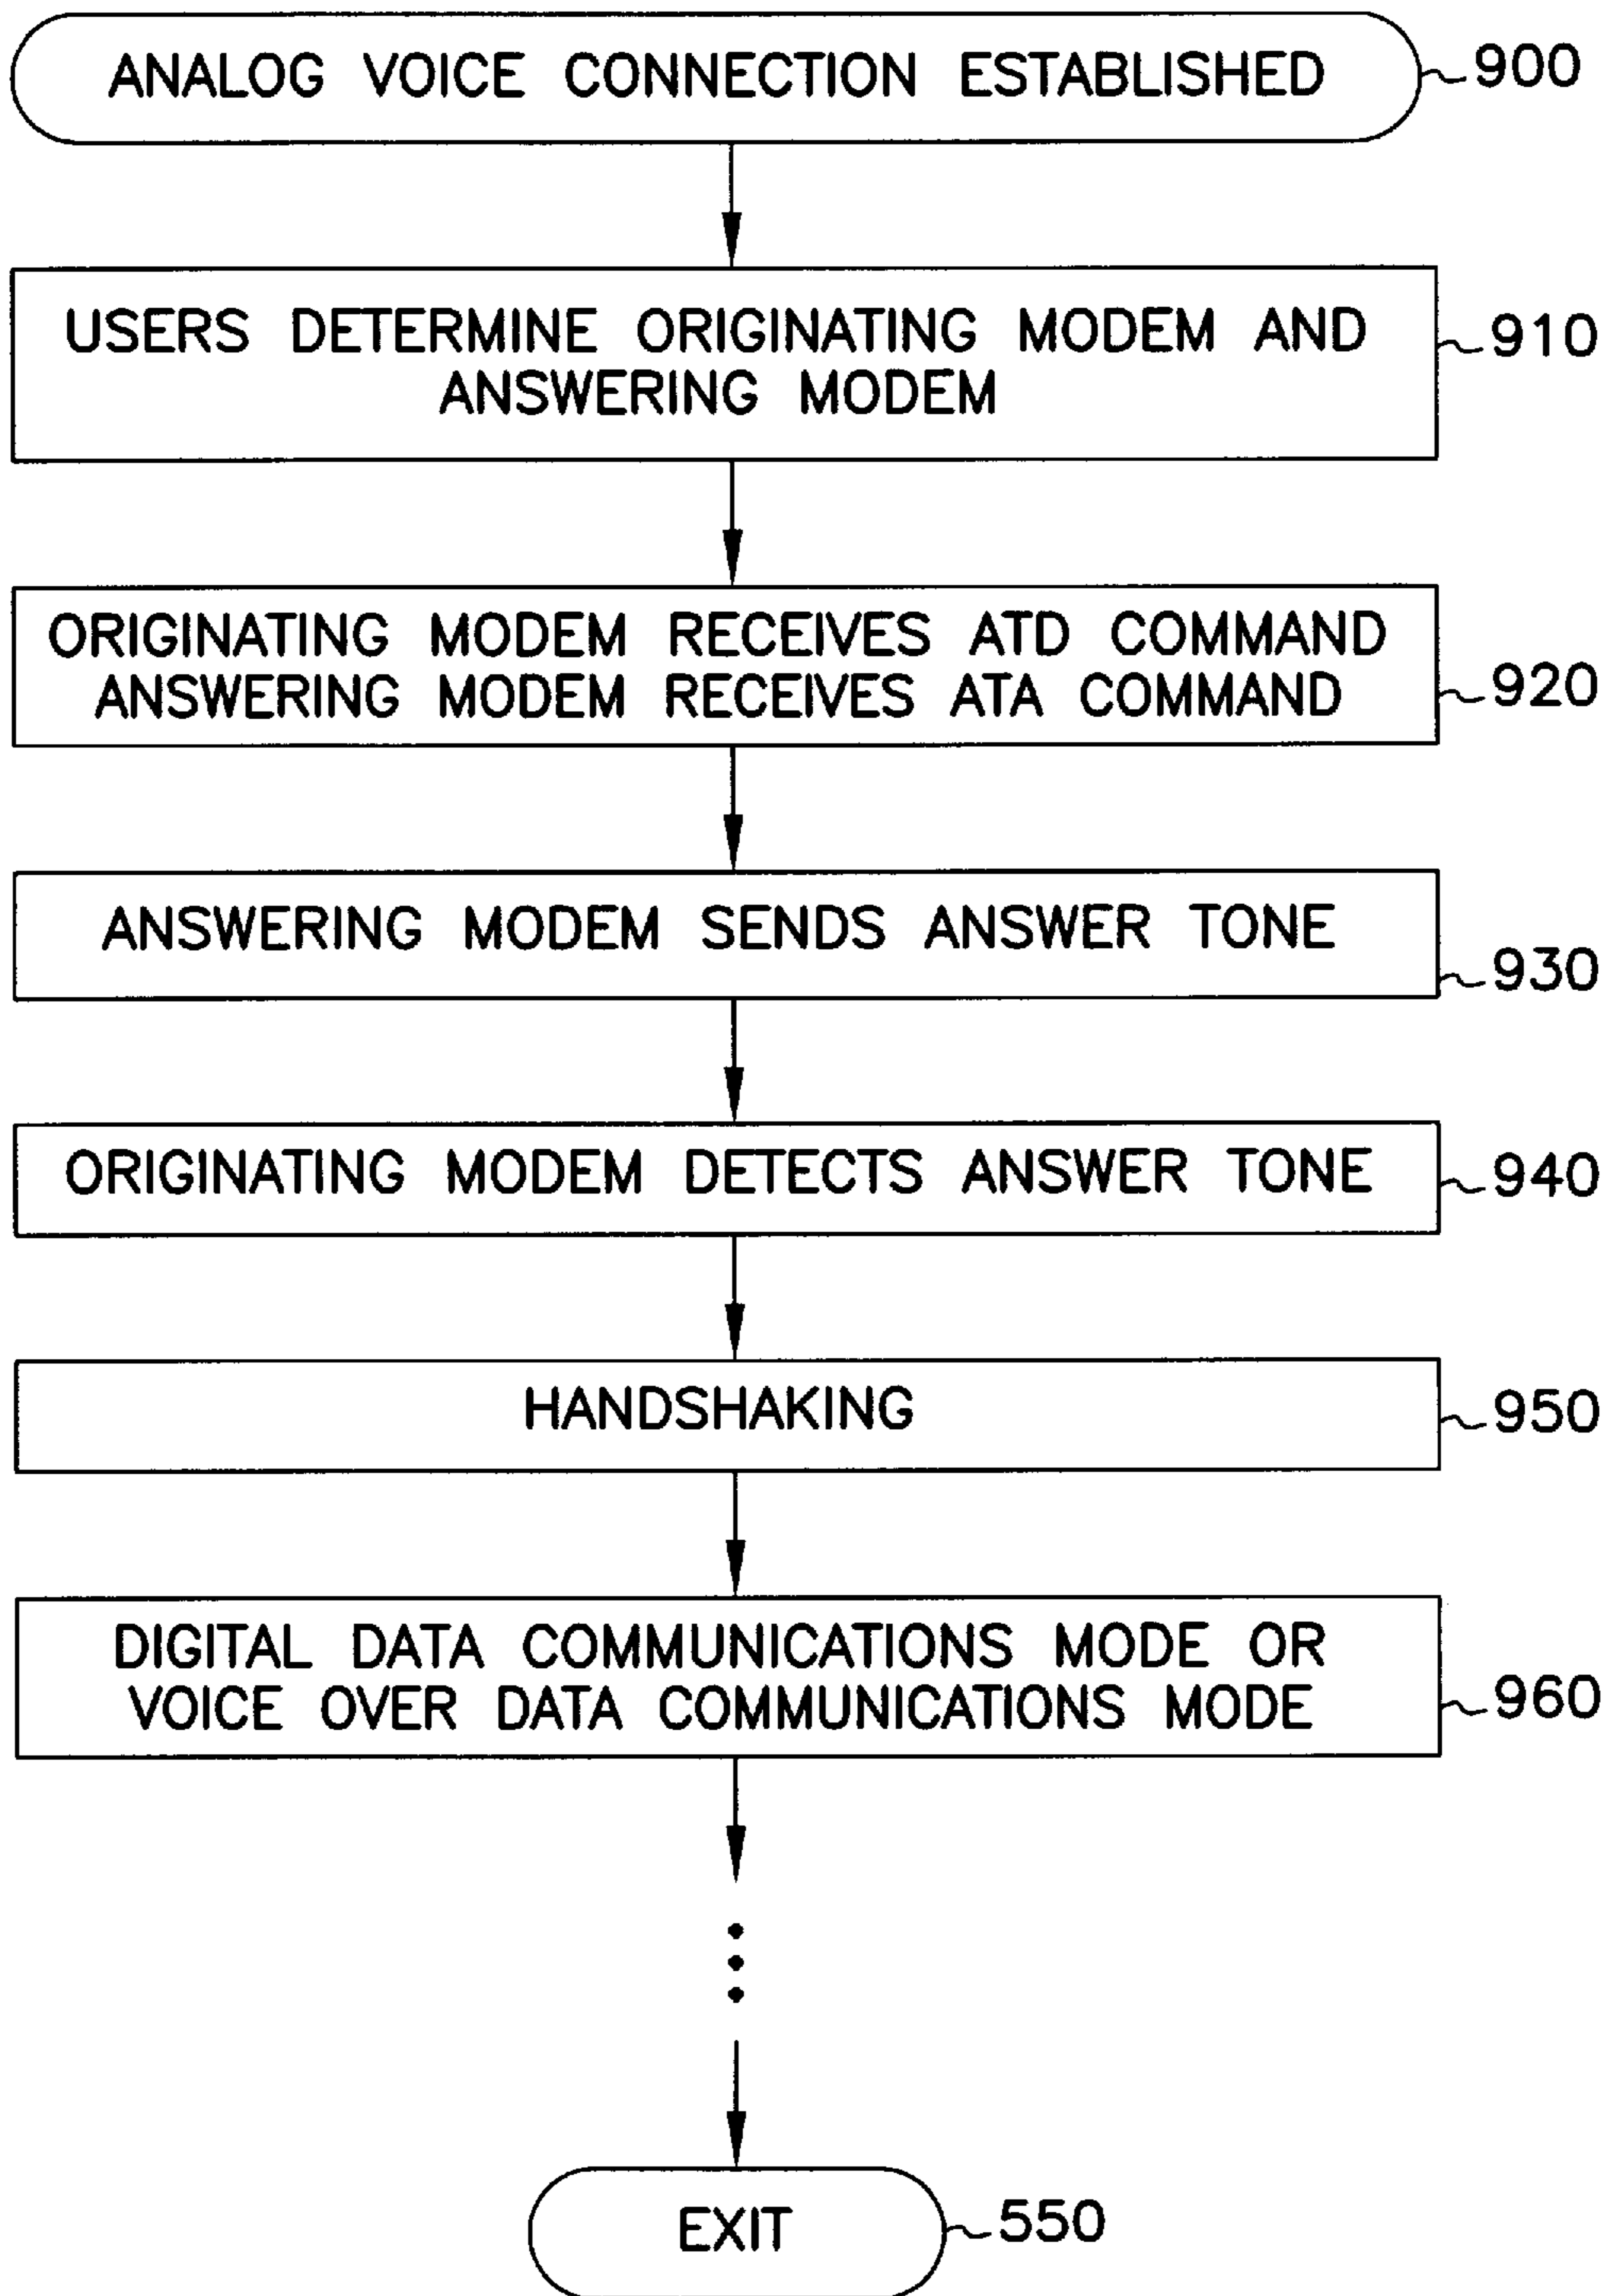 ANALOG VOICE CONNECTION ESTABLISHED 900
USERS DETERMINE ORIGINATING MODEM AND
ANSWERING MODEM
910
ORIGINATING MODEM RECEIVES ATD COMMAND
ANSWERING MODEM RECEIVES ATA COMMAND
920
ANSWERING MODEM SENDS ANSWER TONE
930
ORIGINATING MODEM DETECTS ANSWER TONE 940
HANDSHAKING 950
DIGITAL DATA COMMUNICATIONS MODE OR
VOICE OVER DATA COMMUNICATIONS MODE
960
EXIT 550